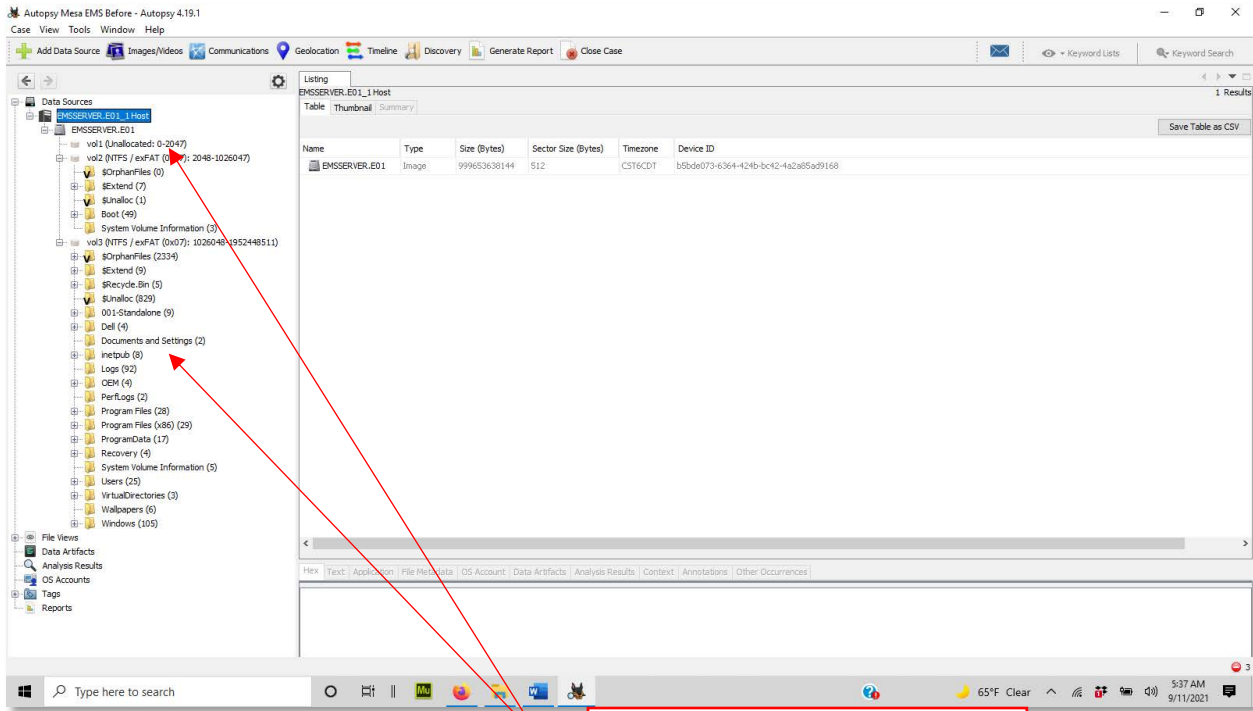 Autopsy Mesa EMS Before - Autopsy 4.19.1
Case View Tools Window Help
Add Data Source Images/Videos Communications Geolocation Timeline Discovery Generate Report Close Case Keyword Lists Keyword Search
Listing
EMSSERVER.E01_1 Host 1 Results
Table Thumbnail Summary
Save Table as CSV
Name Type Size (Bytes) Sector Size (Bytes) Timezone Device ID
EMSSERVER.E01 Image 999653638144 512 CST6CDT b5bde073-6364-424b-bc42-4a2a85ad9168
Data Sources
EMSSERVER.E01_1 Host
EMSSERVER.E01
vol1 (Unallocated: 0-2047)
vol2 (NTFS / exFAT (0x07): 2048-1026047)
$OrphanFiles (0)
$Extend (7)
$Unalloc (1)
Boot (49)
System Volume Information (3)
vol3 (NTFS / exFAT (0x07): 1026048-1952448511)
$OrphanFiles (2334)
$Extend (9)
$Recycle.Bin (5)
$Unalloc (829)
001-Standalone (9)
Dell (4)
Documents and Settings (2)
inetpub (8)
Logs (92)
OEM (4)
PerfLogs (2)
Program Files (28)
Program Files (x86) (29)
ProgramData (17)
Recovery (4)
System Volume Information (5)
Users (25)
VirtualDirectories (3)
Wallpapers (6)
Windows (105)
File Views
Data Artifacts
Analysis Results
OS Accounts
Tags
Reports
Hex Text Application File Metadata OS Account Data Artifacts Analysis Results Context Annotations Other Occurrences
3
Type here to search
Mu
65°F Clear
5:37 AM
9/11/2021